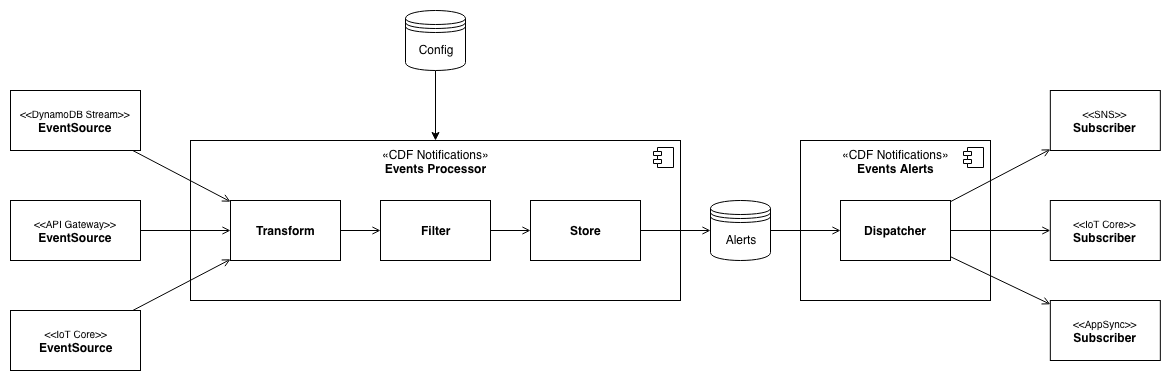 Config
<<DynamoDB Stream>>
EventSource
<<API Gateway>>
EventSource
<<IoT Core>>
EventSource
«CDF Notifications»
Events Processor
Transform
Filter
Store
Alerts
«CDF Notifications»
Events Alerts
Dispatcher
<<SNS>>
Subscriber
<<IoT Core>>
Subscriber
<<AppSync>>
Subscriber